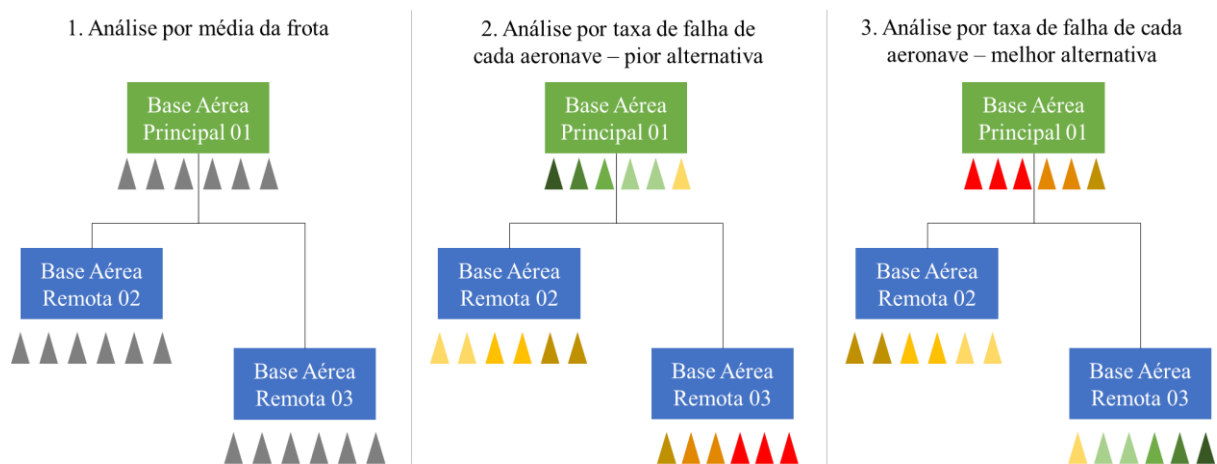 1. Análise por média da frota
Base Aérea
Principal 01
Base Aérea
Remota 02
Base Aérea
Remota 03
2. Análise por taxa de falha de
cada aeronave – pior alternativa
Base Aérea
Principal 01
Base Aérea
Remota 02
Base Aérea
Remota 03
3. Análise por taxa de falha de cada
aeronave – melhor alternativa
Base Aérea
Principal 01
Base Aérea
Remota 02
Base Aérea
Remota 03